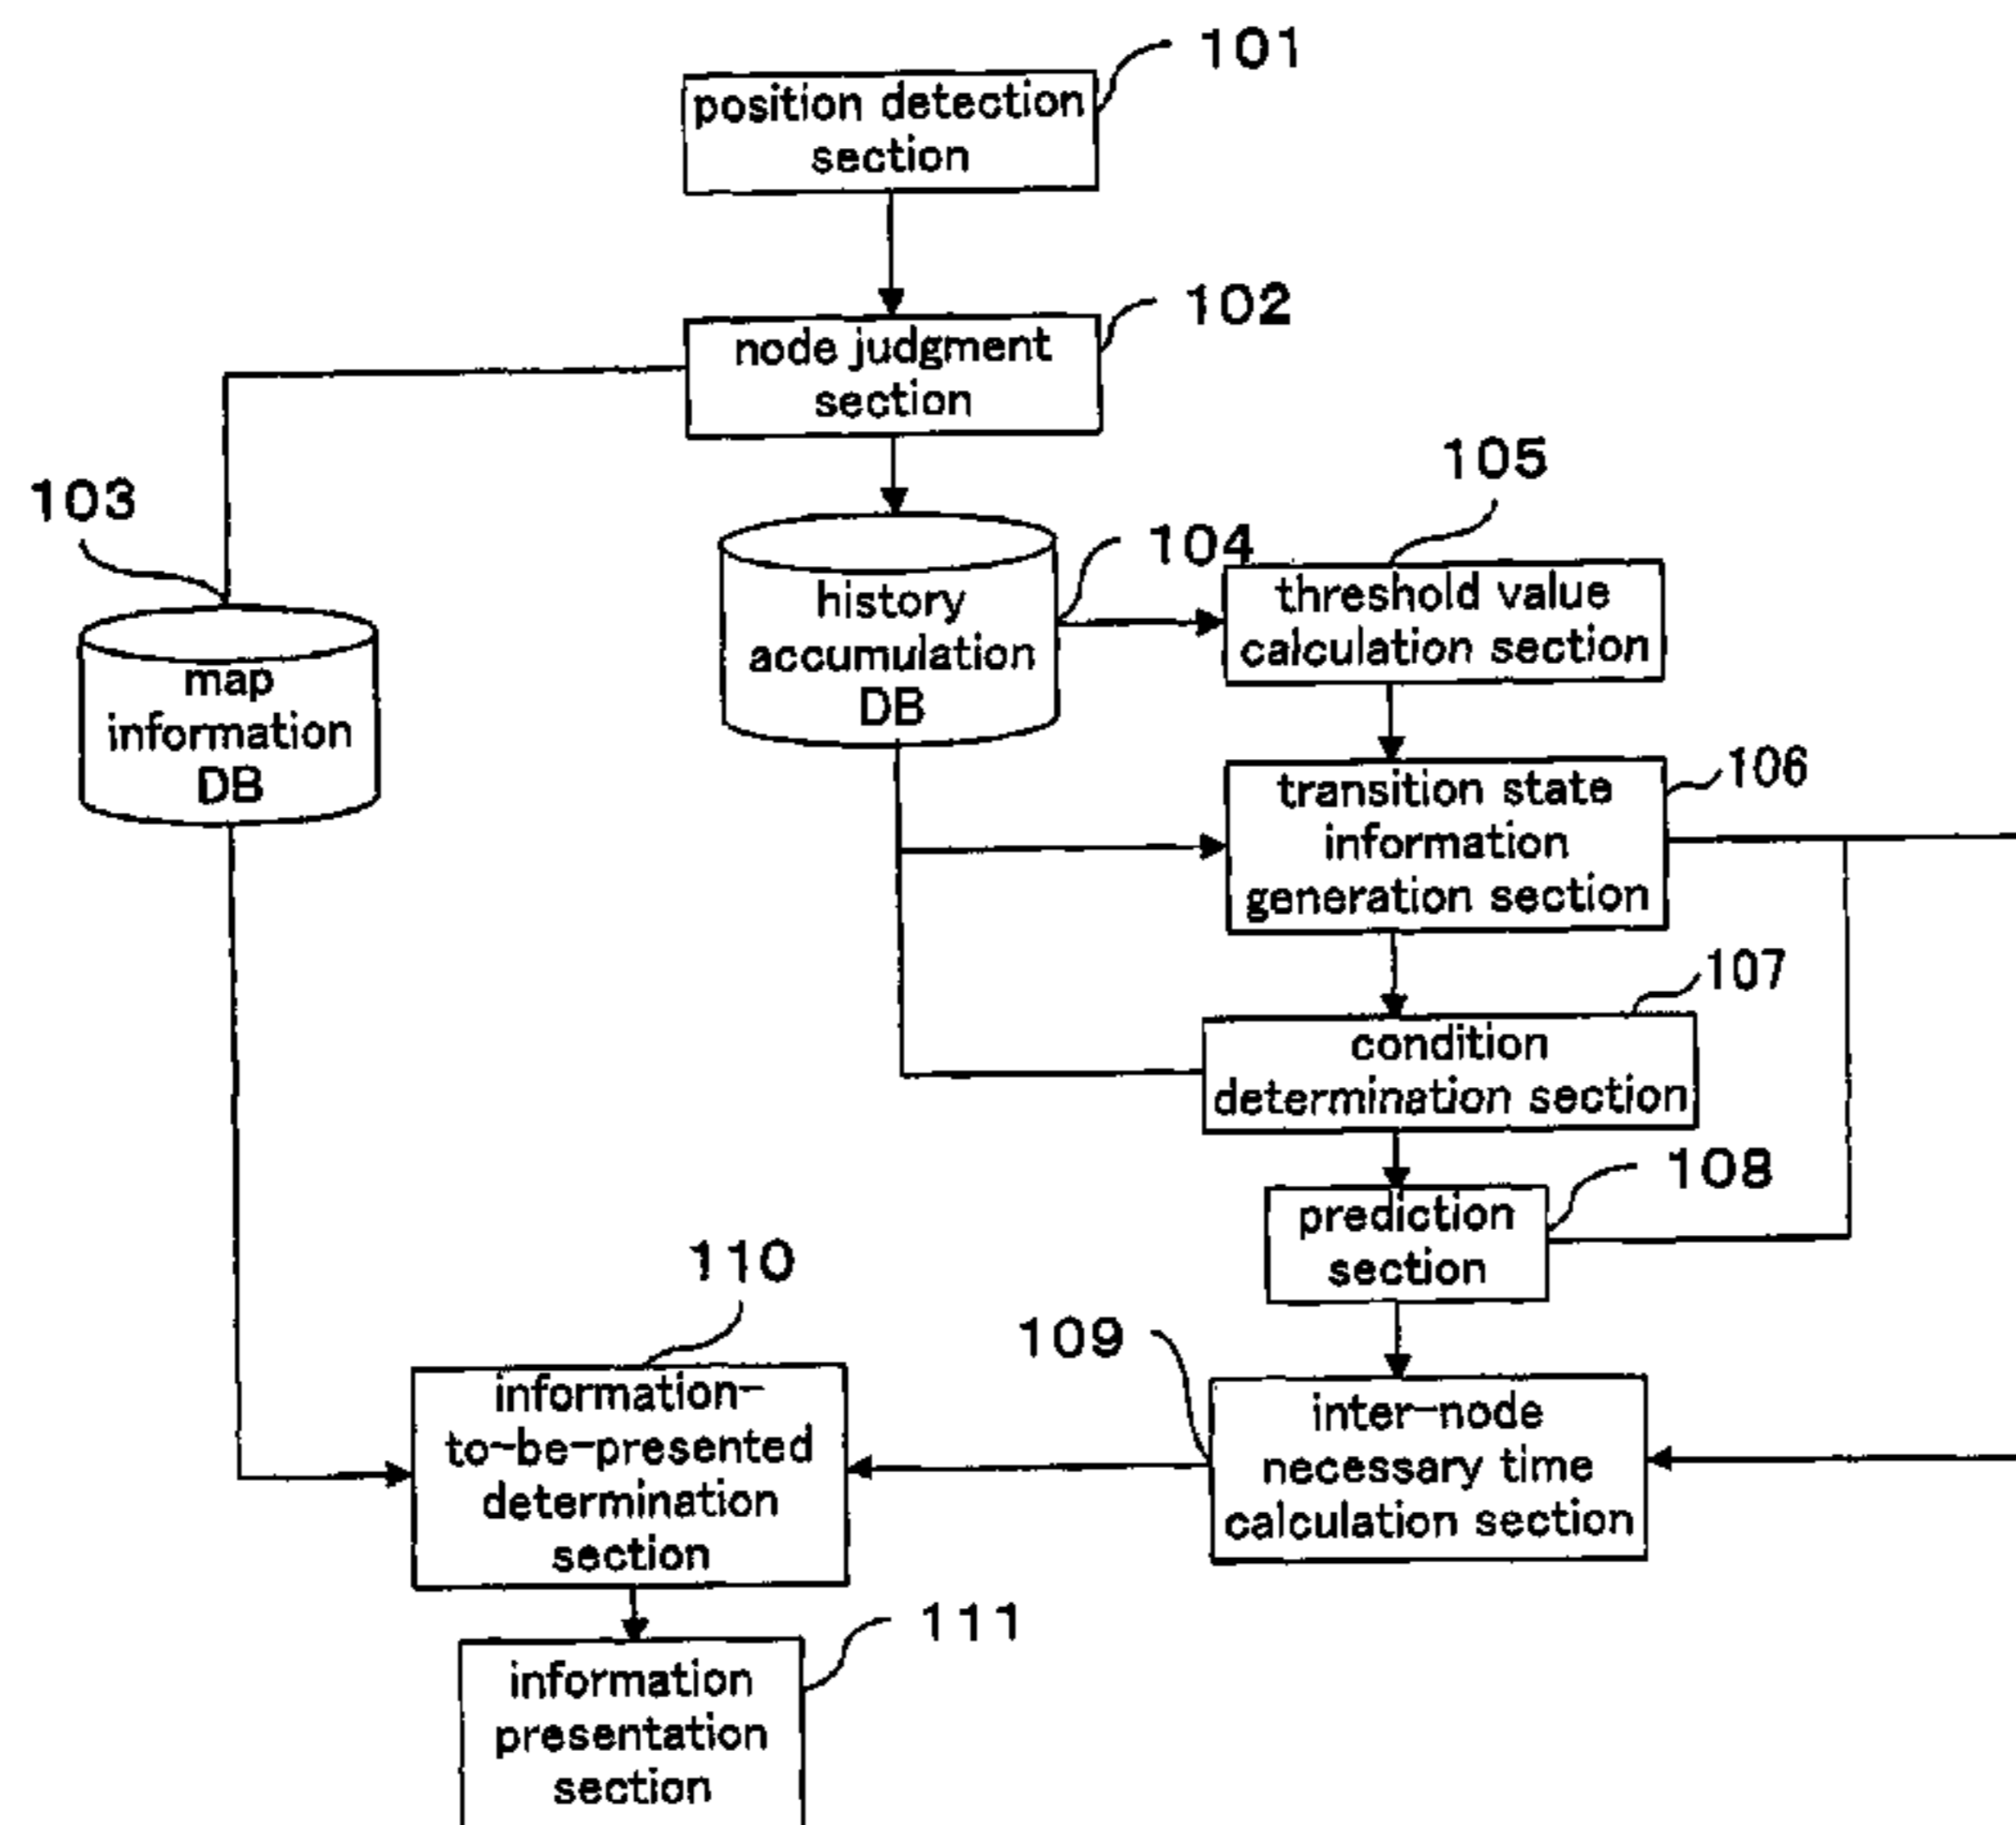 101
position detection
section
102
node judgment
section
103
map
information
DB
104
history
accumulation
DB
105
threshold value
calculation section
106
transition state
information
generation section
107
condition
determination section
108
prediction
section
109
inter-node
necessary time
calculation section
110
information-
to-be-presented
determination
section
111
information
presentation
section